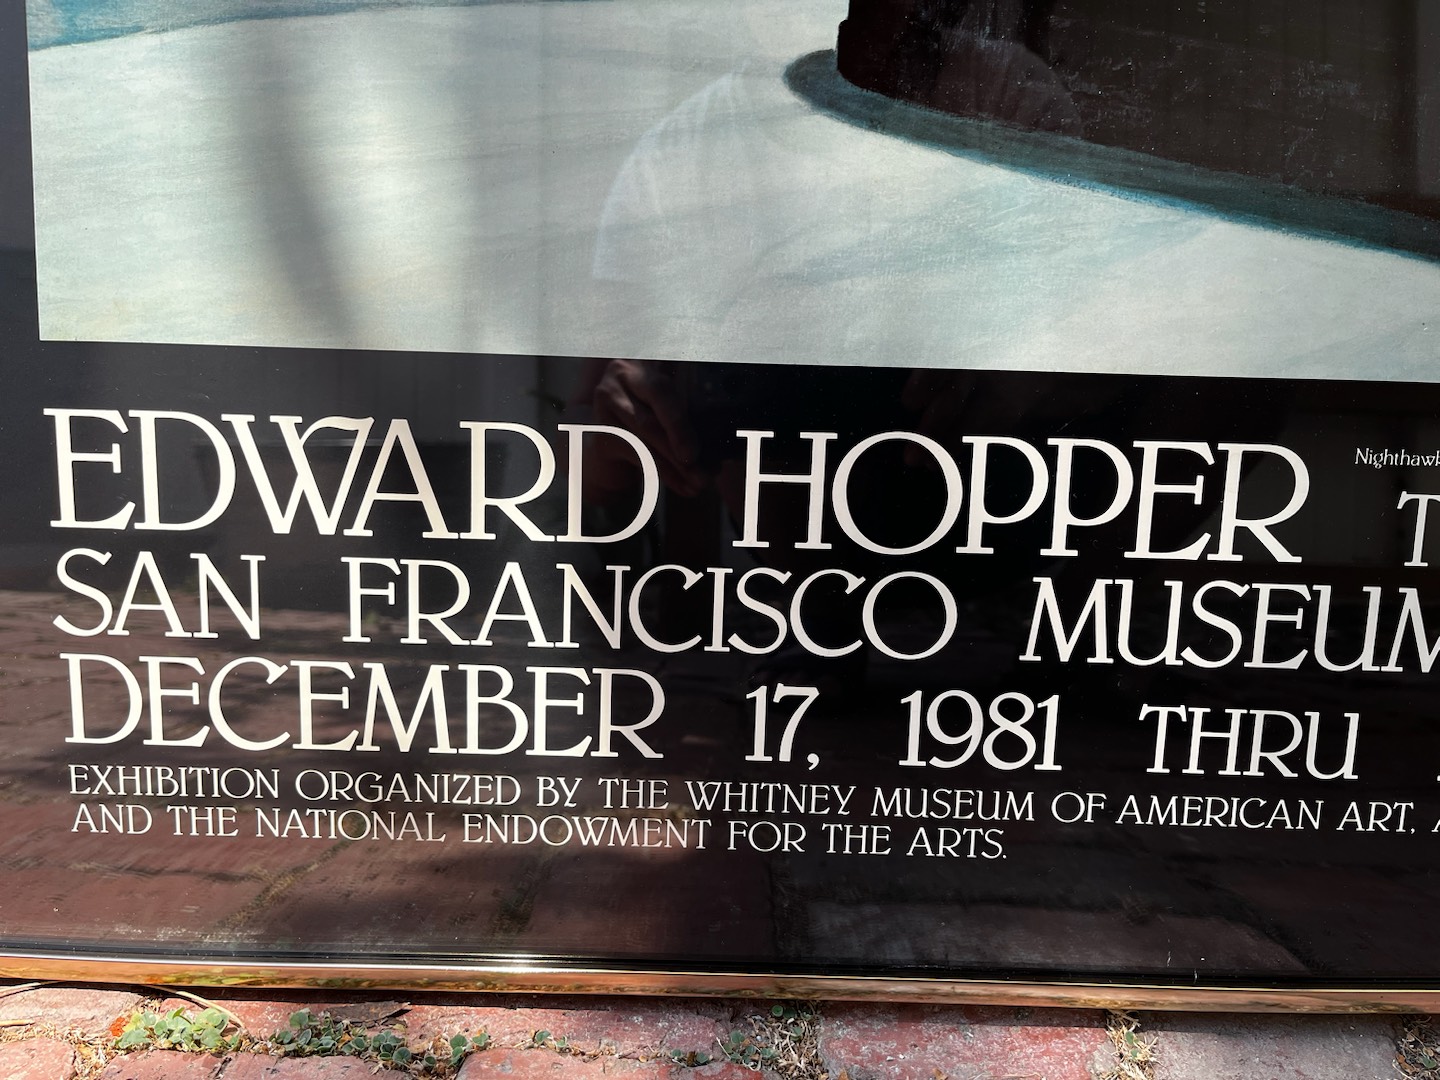 EDWARD HOPPER
SAN FRANCISCO MUSEUM
DECEMBER 17, 1981 THRU
EXHIBITION ORGANIZED BY THE WHITNEY MUSEUM OF AMERICAN ART,
AND THE NATIONAL ENDOWMENT FOR THE ARTS.